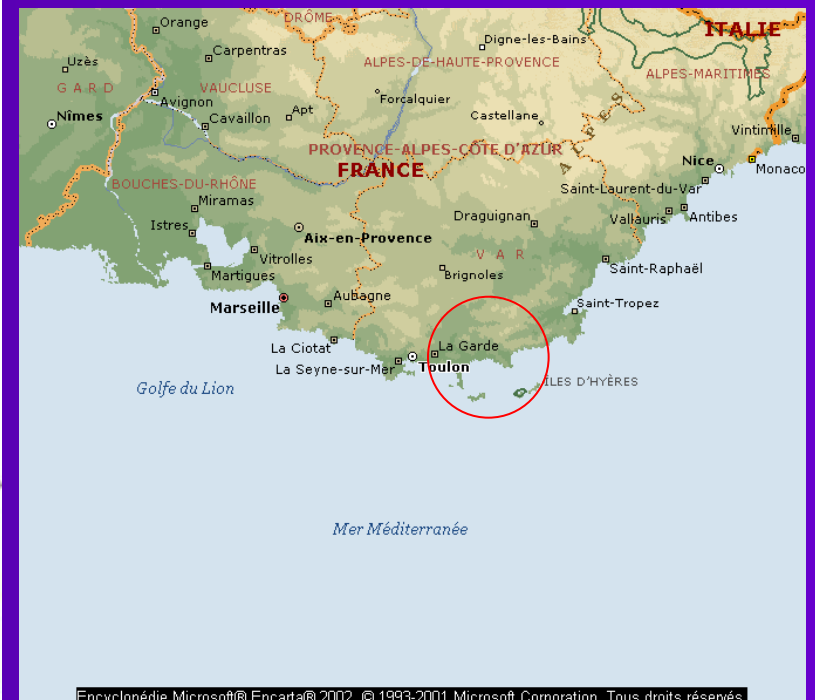 Orange
DRÔME
ITALIE
Digne-les-Bains
Carpentras
Uzès
ALPES-DE-HAUTE-PROVENCE
ALPES-MARITIMES
GARD
VAUCLUSE
Forcalquier
ALPES
Avignon
Apt
Nîmes
Cavaillon
Castellane
Vintimille
PROVENCE-ALPES-CÔTE D'AZUR
FRANCE
Nice
Monaco
BOUCHES-DU-RHÔNE
Saint-Laurent-du-Var
Miramas
Draguignan
Vallauris
Antibes
Istres
Aix-en-Provence
Vitrolles
VAR
Saint-Raphaël
Martigues
Brignoles
Marseille
Aubagne
Saint-Tropez
La Ciotat
La Garde
La Seyne-sur-Mer
Toulon
ÎLES D'HYÈRES
Golfe du Lion
Mer Méditerranée
Encyclopédie Microsoft® Encarta® 2002. © 1993-2001 Microsoft Corporation. Tous droits réservés.